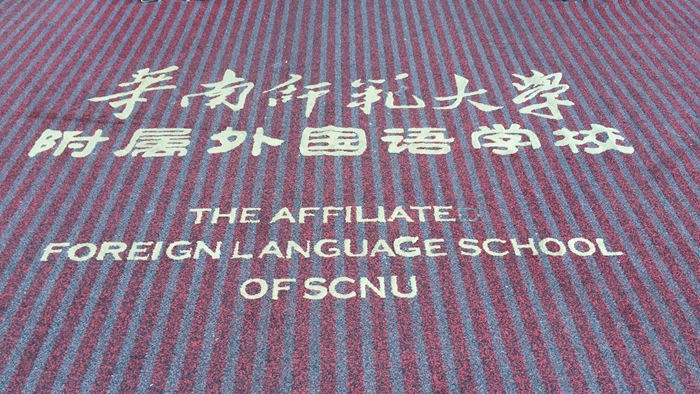 華南师範大學
附属外国语学校
THE AFFILIATED
FOREIGN LANGUAGE SCHOOL
OF SCNU